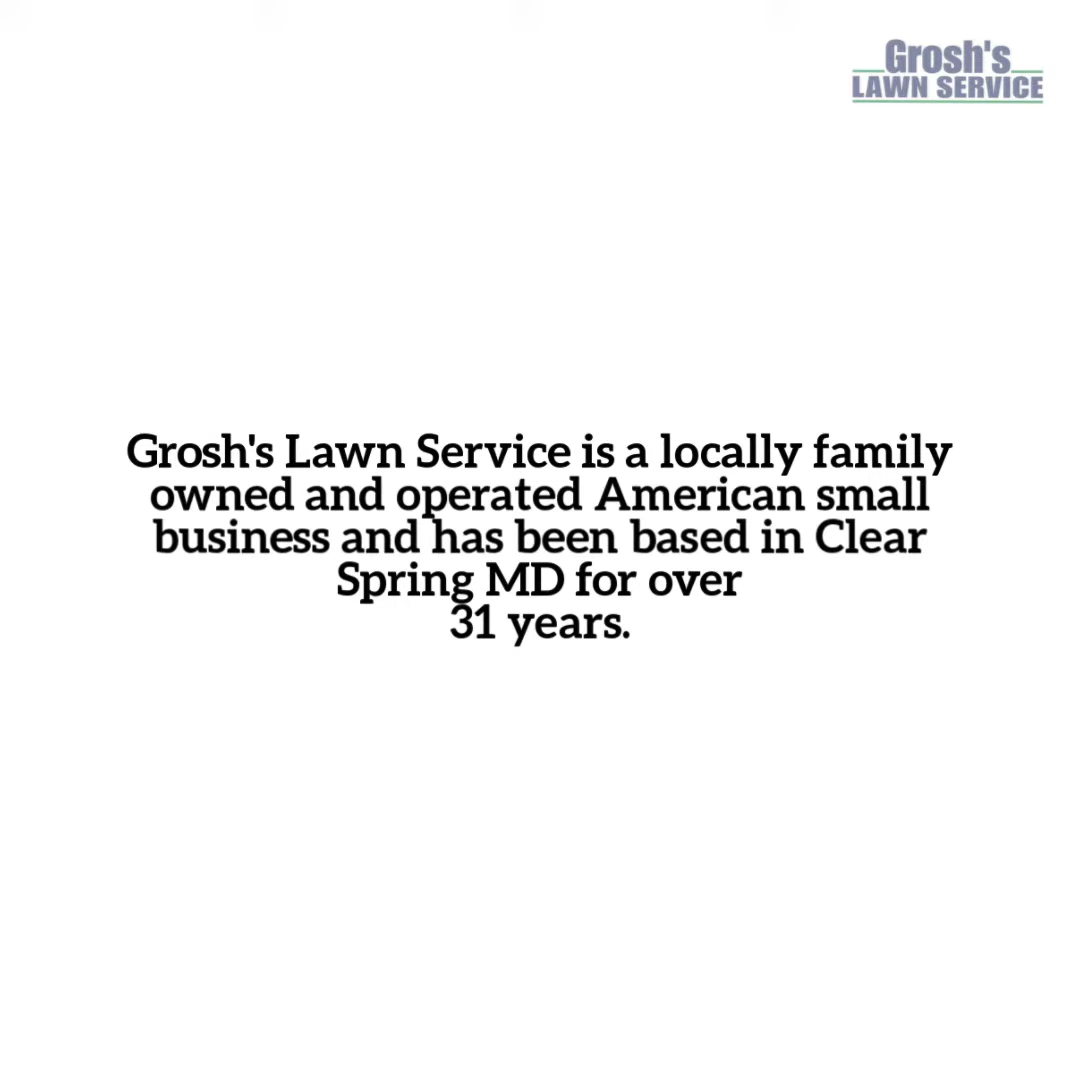 Grosh's
LAWN SERVICE
Grosh's Lawn Service is a locally family
owned and operated American small
business and has been based in Clear
Spring MD for over
31 years.